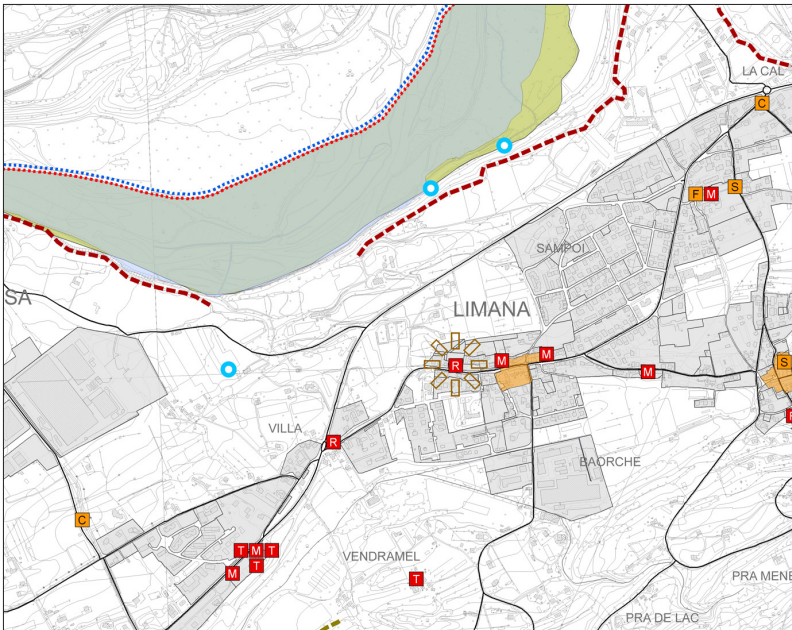 LA CAL
C
F M S
SAMPOI
SA
LIMANA
M M
R
S
M
VILLA
R
BAORCHE
C
T M T
T
M
VENDRAMEL
T
PRA MENE
PRA DE LAC